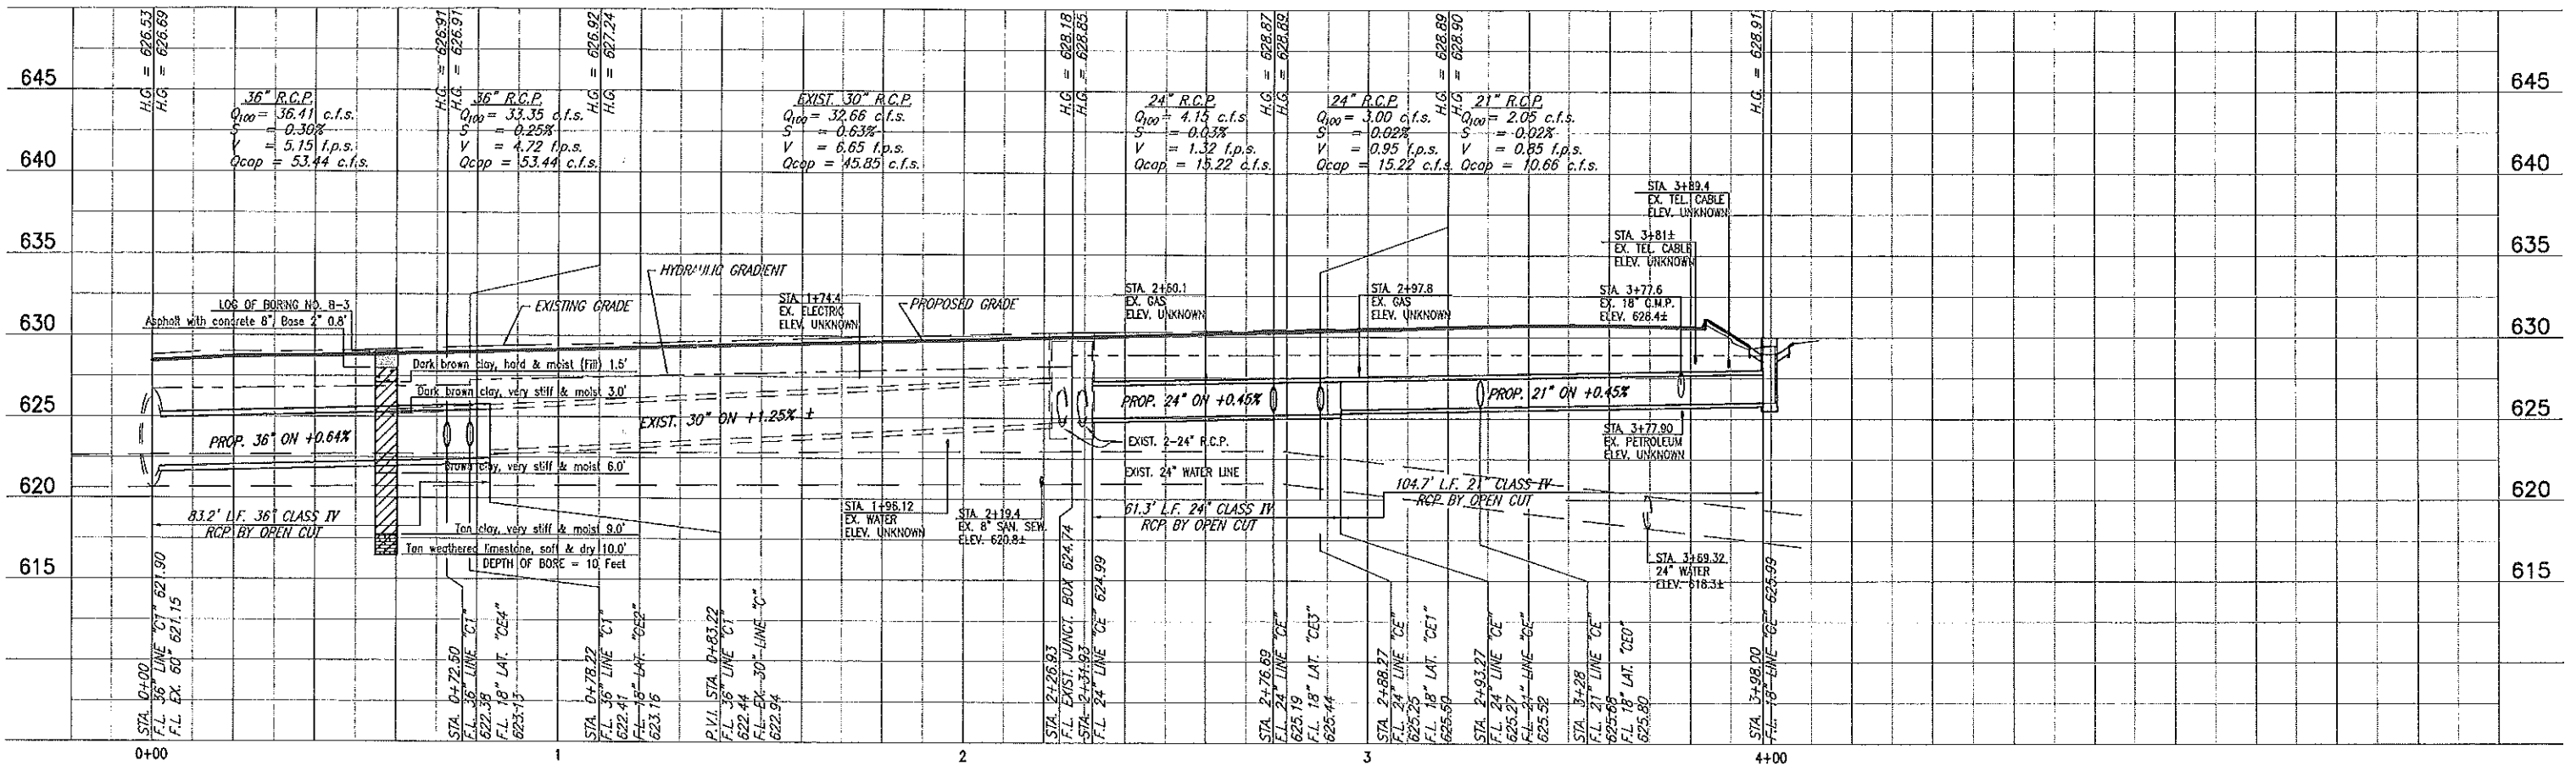 H.G. = 626.53
H.G. = 626.69
H.G. = 626.91
H.G. = 626.91
H.G. = 626.92
H.G. = 627.24
H.G. = 628.18
H.G. = 628.85
H.G. = 628.87
H.G. = 628.89
H.G. = 628.89
H.G. = 628.90
H.G. = 628.91
645
645
36" R.C.P.
Q100 = 36.41 c.f.s.
S = 0.30%
V = 5.15 f.p.s.
Qcap = 53.44 c.f.s.
36" R.C.P.
Q100 = 33.35 c.f.s.
S = 0.25%
V = 4.72 f.p.s.
Qcap = 53.44 c.f.s.
EXIST. 30" R.C.P.
Q100 = 32.66 c.f.s.
S = 0.63%
V = 6.65 f.p.s.
Qcap = 45.85 c.f.s.
24" R.C.P.
Q100 = 4.15 c.f.s.
S = 0.03%
V = 1.32 f.p.s.
Qcap = 15.22 c.f.s.
24" R.C.P.
Q100 = 3.00 c.f.s.
S = 0.02%
V = 0.95 f.p.s.
Qcap = 15.22 c.f.s.
21" R.C.P.
Q100 = 2.05 c.f.s.
S = 0.02%
V = 0.85 f.p.s.
Qcap = 10.66 c.f.s.
640
640
STA. 3+89.4
EX. TEL. CABLE
ELEV. UNKNOWN
635
635
STA. 3+81±
EX. TEL. CABLE
ELEV. UNKNOWN
HYDRAULIC GRADIENT
LOG OF BORING NO. B-3
Asphalt with concrete 8", Base 2" 0.8'
EXISTING GRADE
STA. 1+74.4
EX. ELECTRIC
ELEV. UNKNOWN
PROPOSED GRADE
STA. 2+60.1
EX. GAS
ELEV. UNKNOWN
STA. 2+97.8
EX. GAS
ELEV. UNKNOWN
STA. 3+77.6
EX. 18" C.M.P.
ELEV. 628.4±
630
630
Dark brown clay, hard & moist (Fill) 1.5'
Dark brown clay, very stiff & moist 3.0'
625
625
PROP. 36" ON +0.64%
EXIST. 30" ON +1.25% ±
PROP. 24" ON +0.45%
PROP. 21" ON +0.45%
EXIST. 2-24" R.C.P.
STA. 3+77.90
EX. PETROLEUM
ELEV. UNKNOWN
Brown clay, very stiff & moist 6.0'
EXIST. 24" WATER LINE
620
620
83.2' L.F. 36" CLASS IV
RCP BY OPEN CUT
STA. 1+96.12
EX. WATER
ELEV. UNKNOWN
STA. 2+19.4
EX. 8" SAN. SEW.
ELEV. 620.8±
61.3' L.F. 24" CLASS IV
RCP BY OPEN CUT
104.7' L.F. 21" CLASS IV
RCP BY OPEN CUT
Tan clay, very stiff & moist 9.0'
Tan weathered limestone, soft & dry 10.0'
DEPTH OF BORE = 10 Feet
STA. 3+69.32
24" WATER
ELEV. 618.3±
615
615
STA. 0+00
F.L. 36" LINE "C1" 621.90
F.L. EX. 60" 621.15
STA. 0+72.50
F.L. 36" LINE "C1"
622.38
F.L. 18" LAT. "CE4"
623.13
STA. 0+78.22
F.L. 36" LINE "C1"
622.41
F.L. 18" LAT. "CE2"
623.16
P.V.I. STA. 0+83.22
F.L. 36" LINE "C1"
622.44
F.L. EX. 30" LINE "C"
622.94
STA. 2+26.93
F.L. EXIST. JUNCT. BOX 624.74
STA. 2+31.93
F.L. 24" LINE "CE" 624.99
STA. 2+76.69
F.L. 24" LINE "CE"
625.19
F.L. 18" LAT. "CE3"
625.44
STA. 2+88.27
F.L. 24" LINE "CE"
625.25
F.L. 18" LAT. "CE1"
625.50
STA. 2+93.27
F.L. 24" LINE "CE"
625.27
F.L. 21" LINE "CE"
625.52
STA. 3+28
F.L. 21" LINE "CE"
625.68
F.L. 18" LAT. "CE0"
625.80
STA. 3+98.00
F.L. 18" LINE "CE" 625.99
0+00
1
2
3
4+00